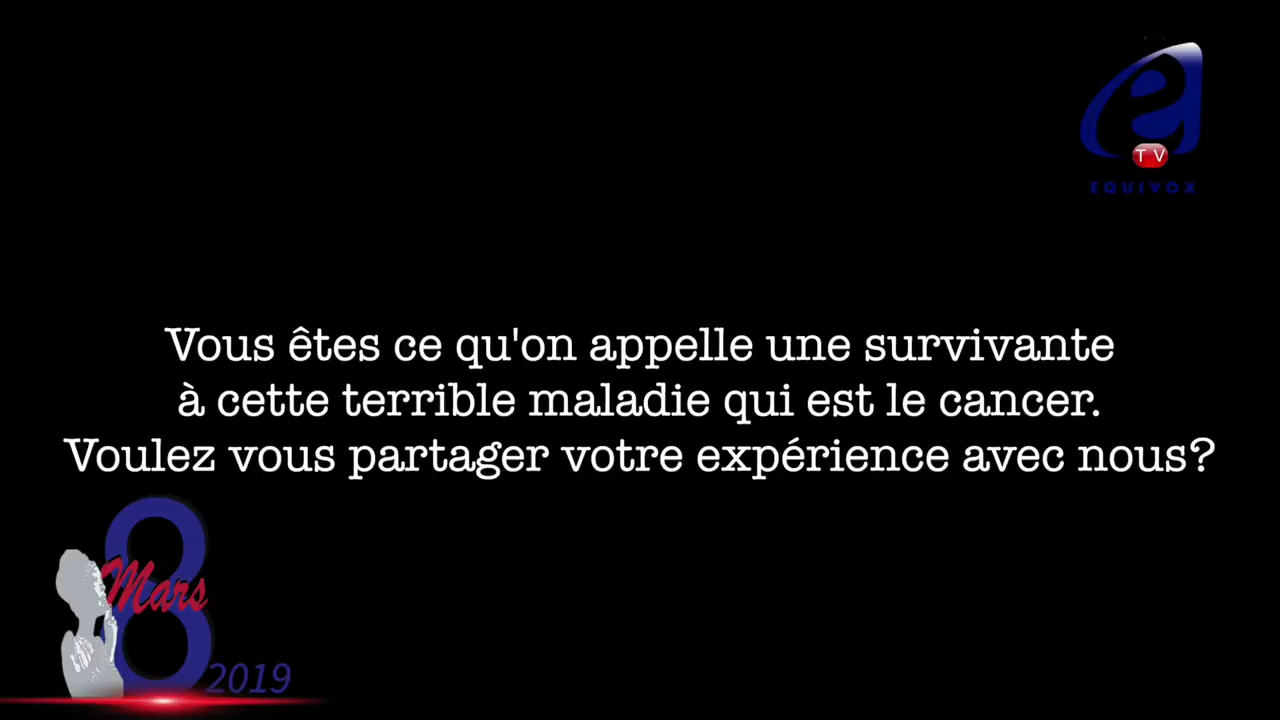 TV
EQUIVOX
Vous êtes ce qu'on appelle une survivante
à cette terrible maladie qui est le cancer.
Voulez vous partager votre expérience avec nous?
8
Mars
2019